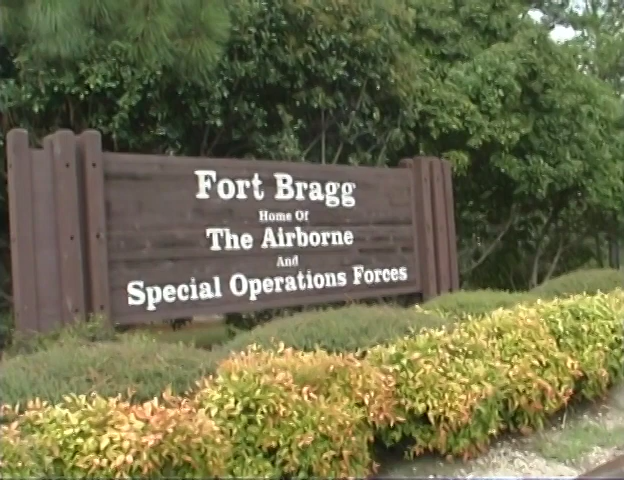 Fort Bragg
Home Of
The Airborne
And
Special Operations Forces